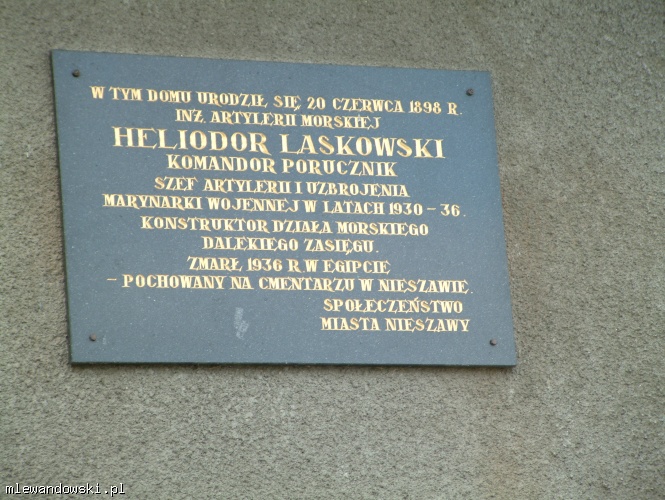 W TYM DOMU URODZIŁ SIĘ 20 CZERWCA 1898 R.
INŻ. ARTYLERII MORSKIEJ
HELIODOR LASKOWSKI
KOMANDOR PORUCZNIK
SZEF ARTYLERII I UZBROJENIA
MARYNARKI WOJENNEJ W LATACH 1930 – 36.
KONSTRUKTOR DZIAŁA MORSKIEGO
DALEKIEGO ZASIĘGU.
ZMARŁ 1936 R. W EGIPCIE
– POCHOWANY NA CMENTARZU W NIESZAWIE.
SPOŁECZEŃSTWO
MIASTA NIESZAWY
mlewandowski.pl